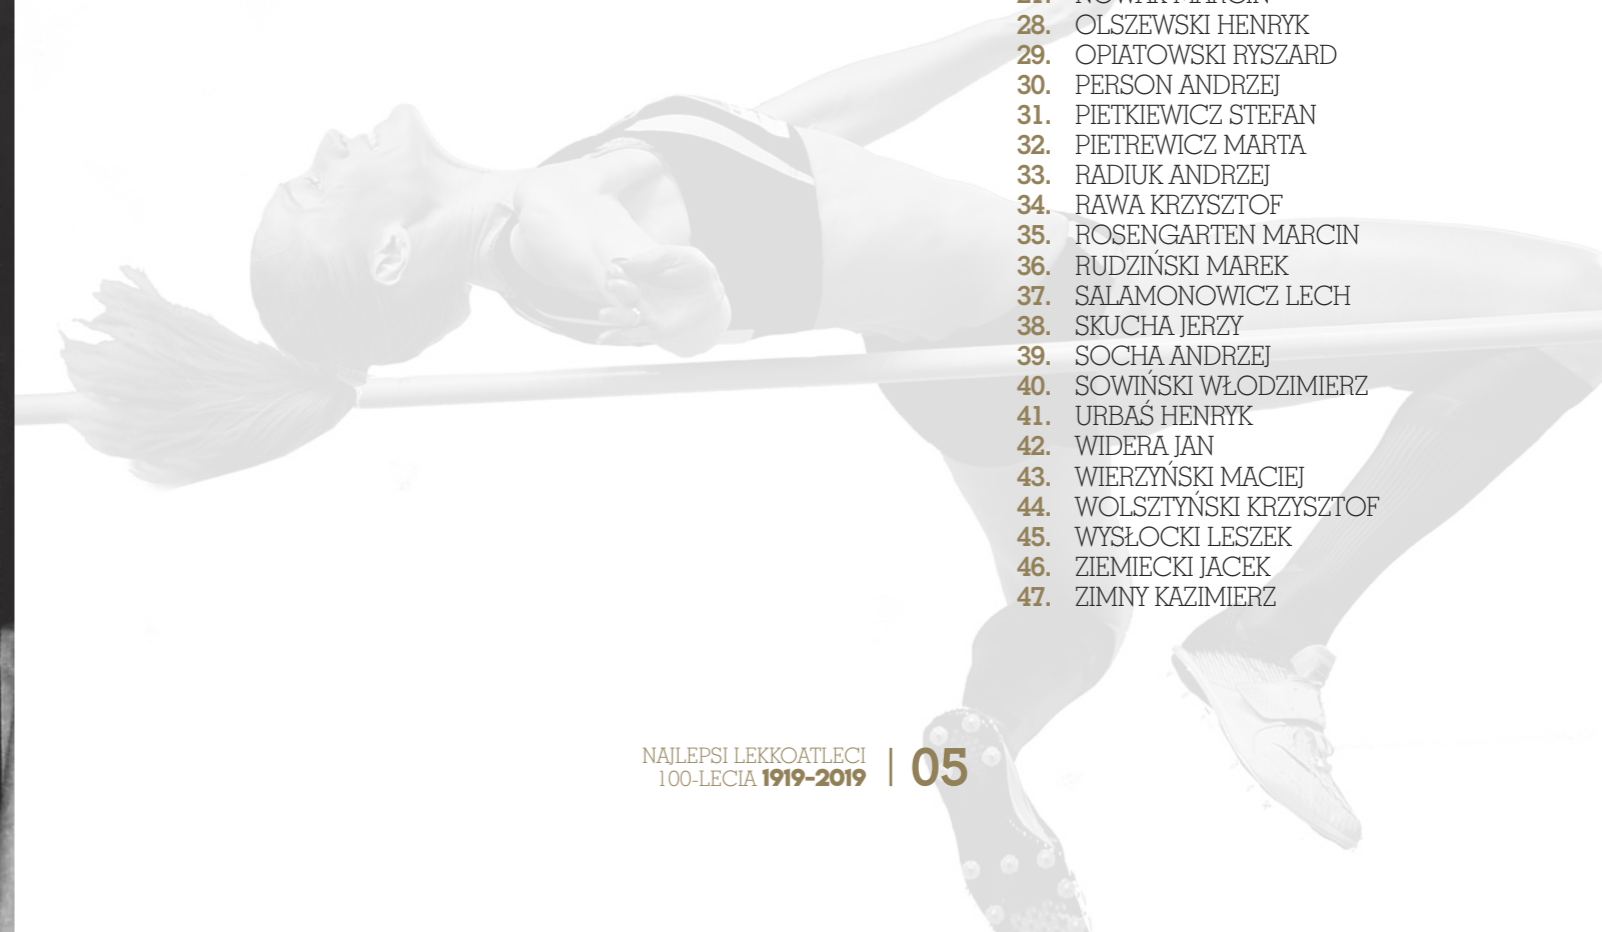 28. OLSZEWSKI HENRYK
29. OPIATOWSKI RYSZARD
30. PERSON ANDRZEJ
31. PIETKIEWICZ STEFAN
32. PIETREWICZ MARTA
33. RADIUK ANDRZEJ
34. RAWA KRZYSZTOF
35. ROSENGARTEN MARCIN
36. RUDZIŃSKI MAREK
37. SALAMONOWICZ LECH
38. SKUCHA JERZY
39. SOCHA ANDRZEJ
40. SOWIŃSKI WŁODZIMIERZ
41. URBAŚ HENRYK
42. WIDERA JAN
43. WIERZYŃSKI MACIEJ
44. WOLSZTYŃSKI KRZYSZTOF
45. WYSŁOCKI LESZEK
46. ZIEMIECKI JACEK
47. ZIMNY KAZIMIERZ
NAJLEPSI LEKKOATLECI
100-LECIA 1919-2019 | 05